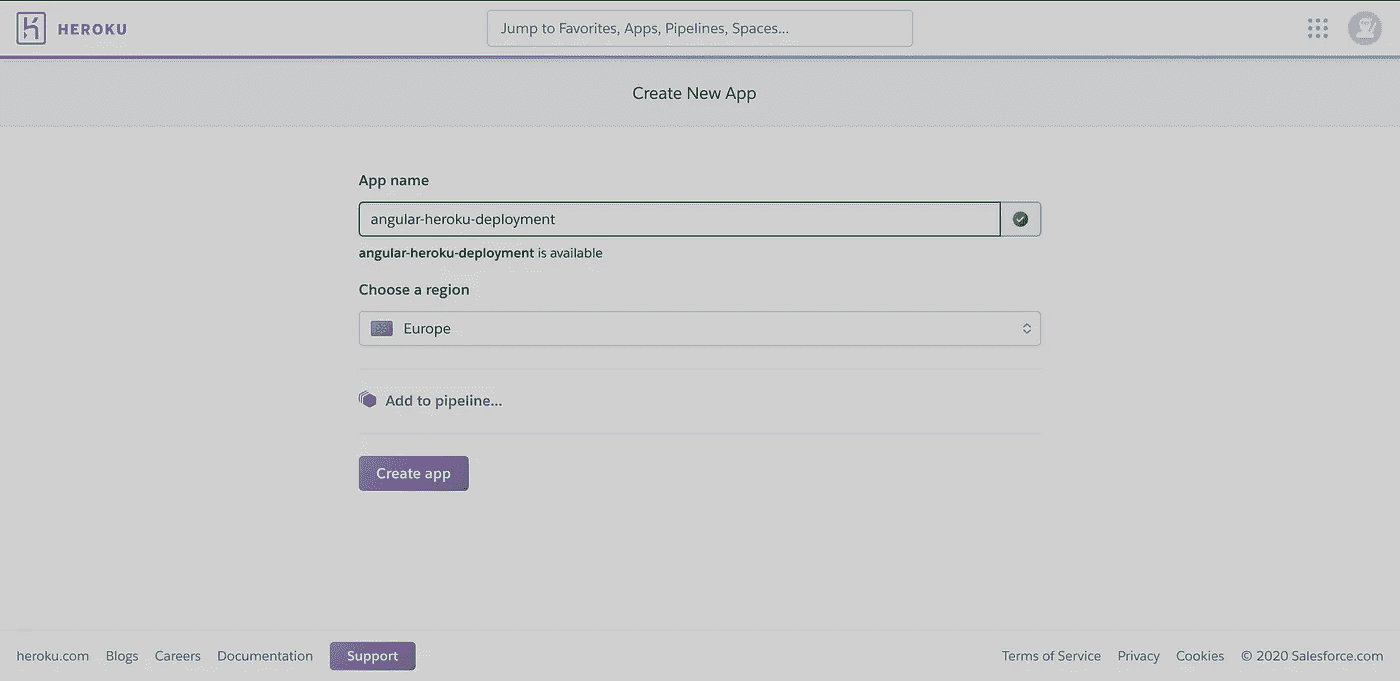 HEROKU
Jump to Favorites, Apps, Pipelines, Spaces...
Create New App
App name
angular-heroku-deployment
angular-heroku-deployment is available
Choose a region
Europe
Add to pipeline...
Create app
heroku.com Blogs Careers Documentation Support Terms of Service Privacy Cookies © 2020 Salesforce.com